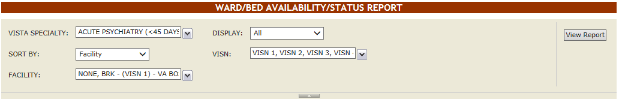 WARD/BED AVAILABILITY/STATUS REPORT
VISTA SPECIALTY: ACUTE PSYCHIATRY (<45 DAYS DISPLAY: All View Report
SORT BY: Facility VISN: VISN 1, VISN 2, VISN 3, VISN
FACILITY: NONE, BRK - (VISN 1) - VA BO